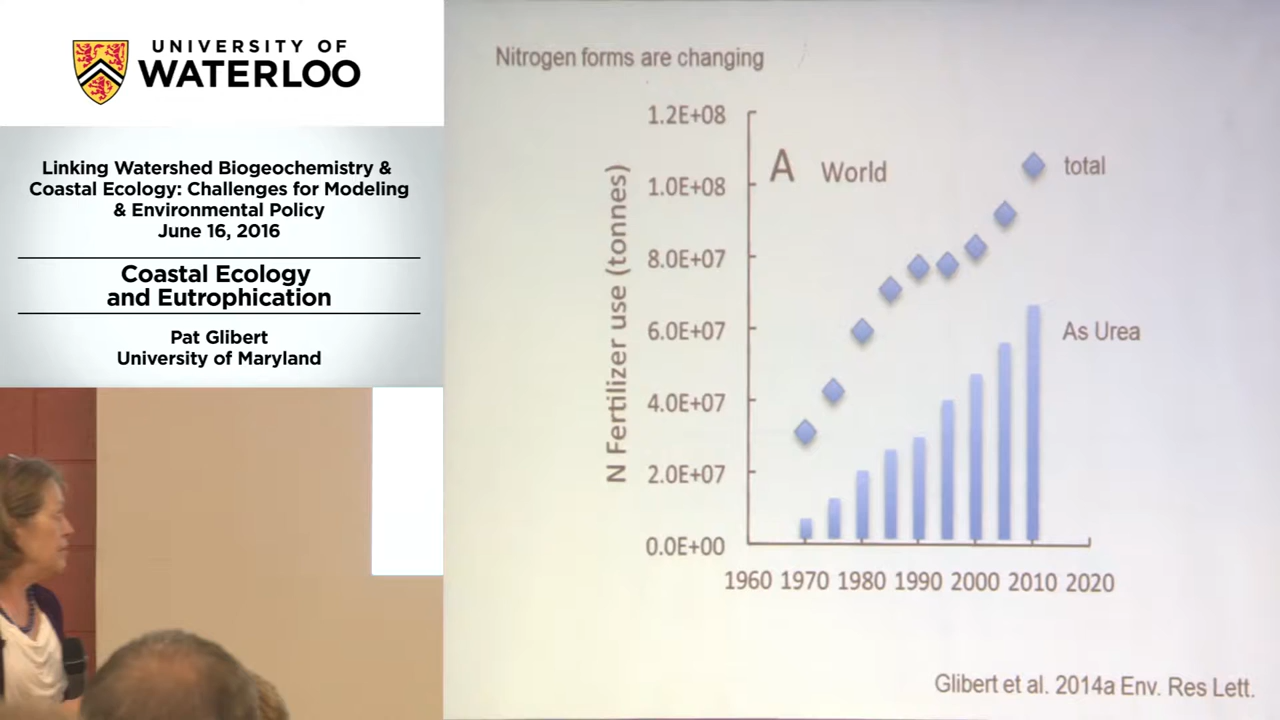 UNIVERSITY OF
WATERLOO
Linking Watershed Biogeochemistry &
Coastal Ecology: Challenges for Modeling
& Environmental Policy
June 16, 2016
Coastal Ecology
and Eutrophication
Pat Glibert
University of Maryland
Nitrogen forms are changing
N Fertilizer use (tonnes)
1.2E+08
1.0E+08
8.0E+07
6.0E+07
4.0E+07
2.0E+07
0.0E+00
A World
total
As Urea
1960 1970 1980 1990 2000 2010 2020
Glibert et al. 2014a Env. Res Lett.